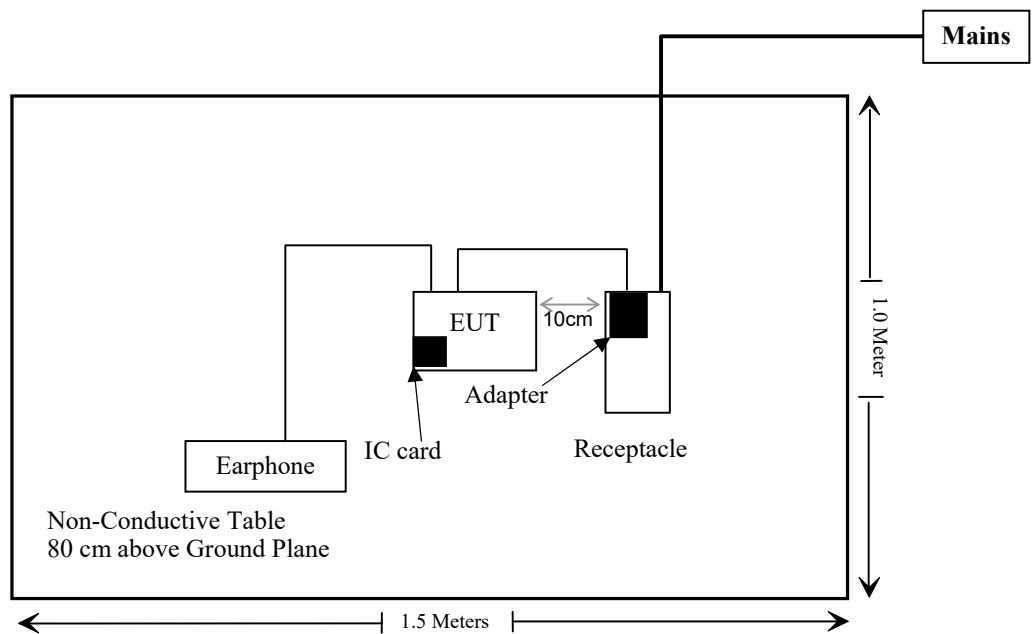 Mains
EUT
10cm
1.0 Meter
Adapter
IC card
Receptacle
Earphone
Non-Conductive Table
80 cm above Ground Plane
1.5 Meters